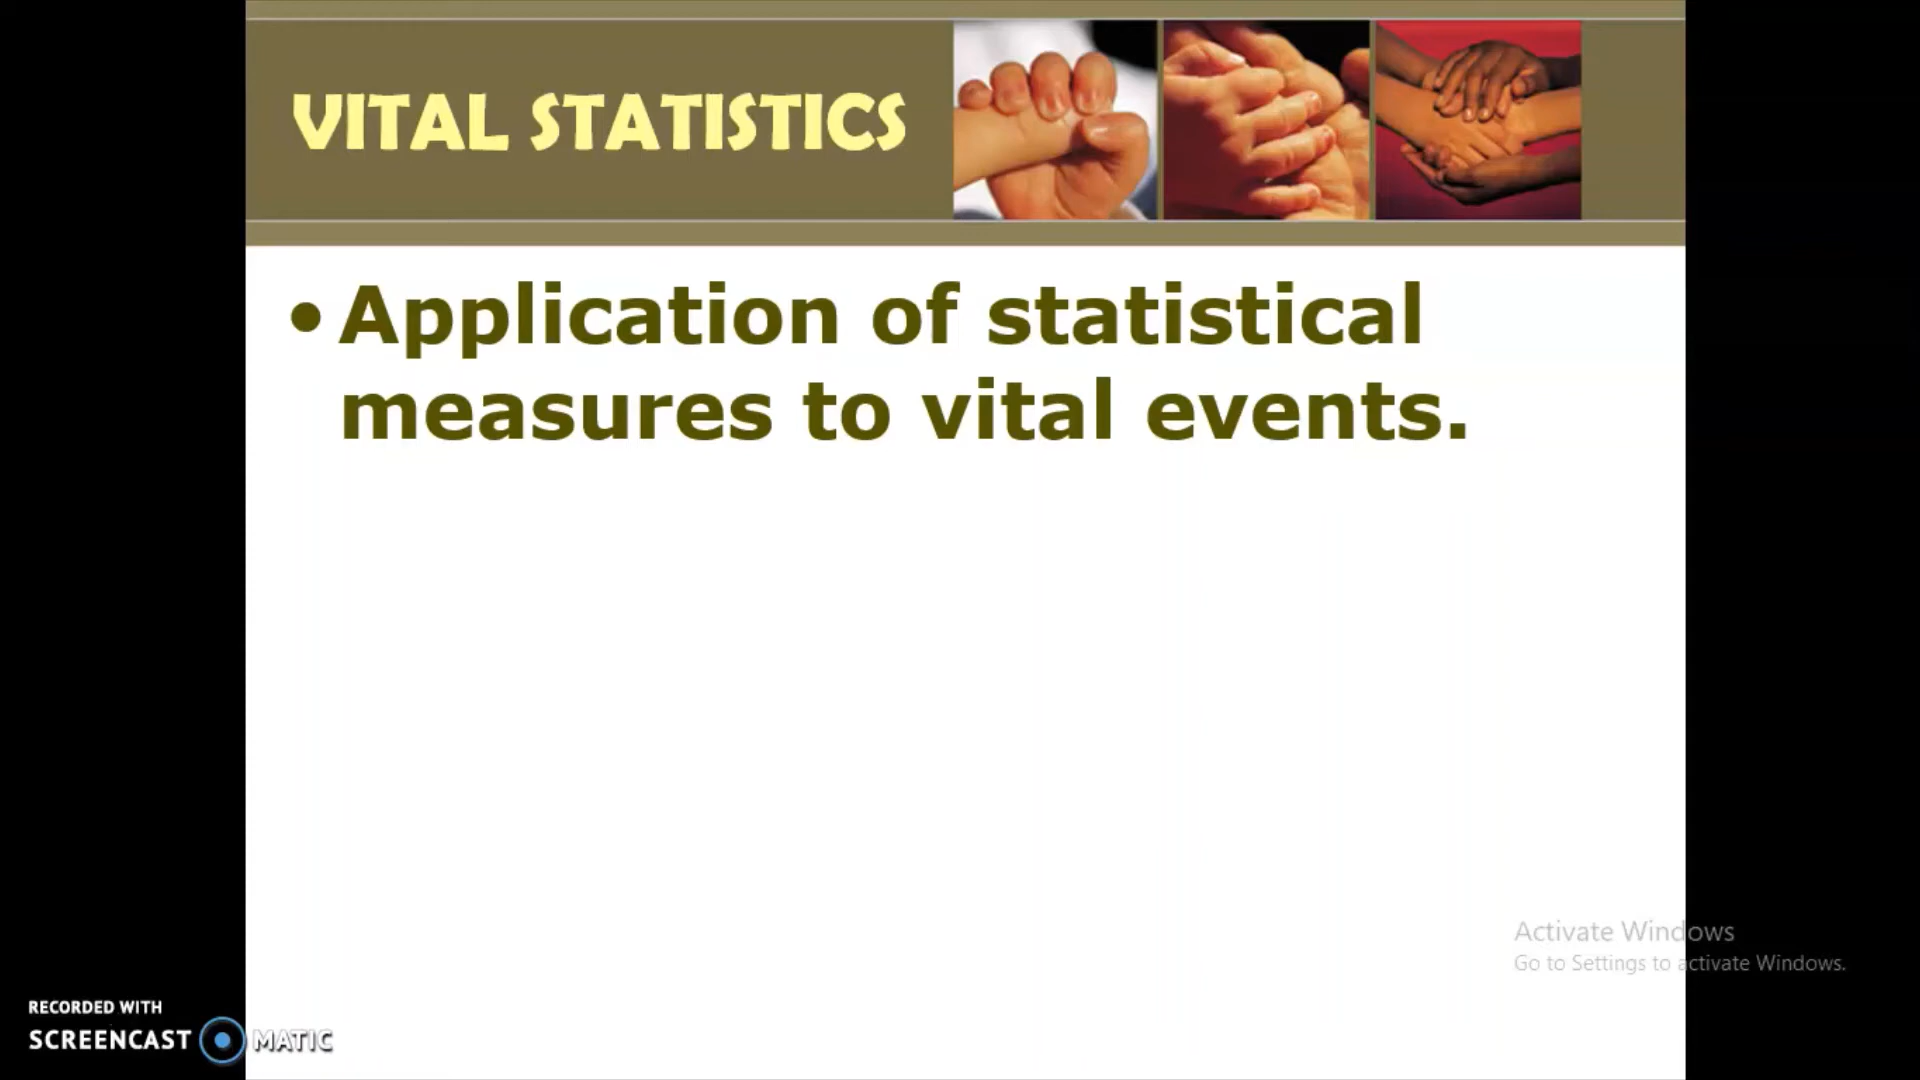 VITAL STATISTICS
• Application of statistical
measures to vital events.
Activate Windows
Go to Settings to activate Windows.
RECORDED WITH
SCREENCAST MATIC